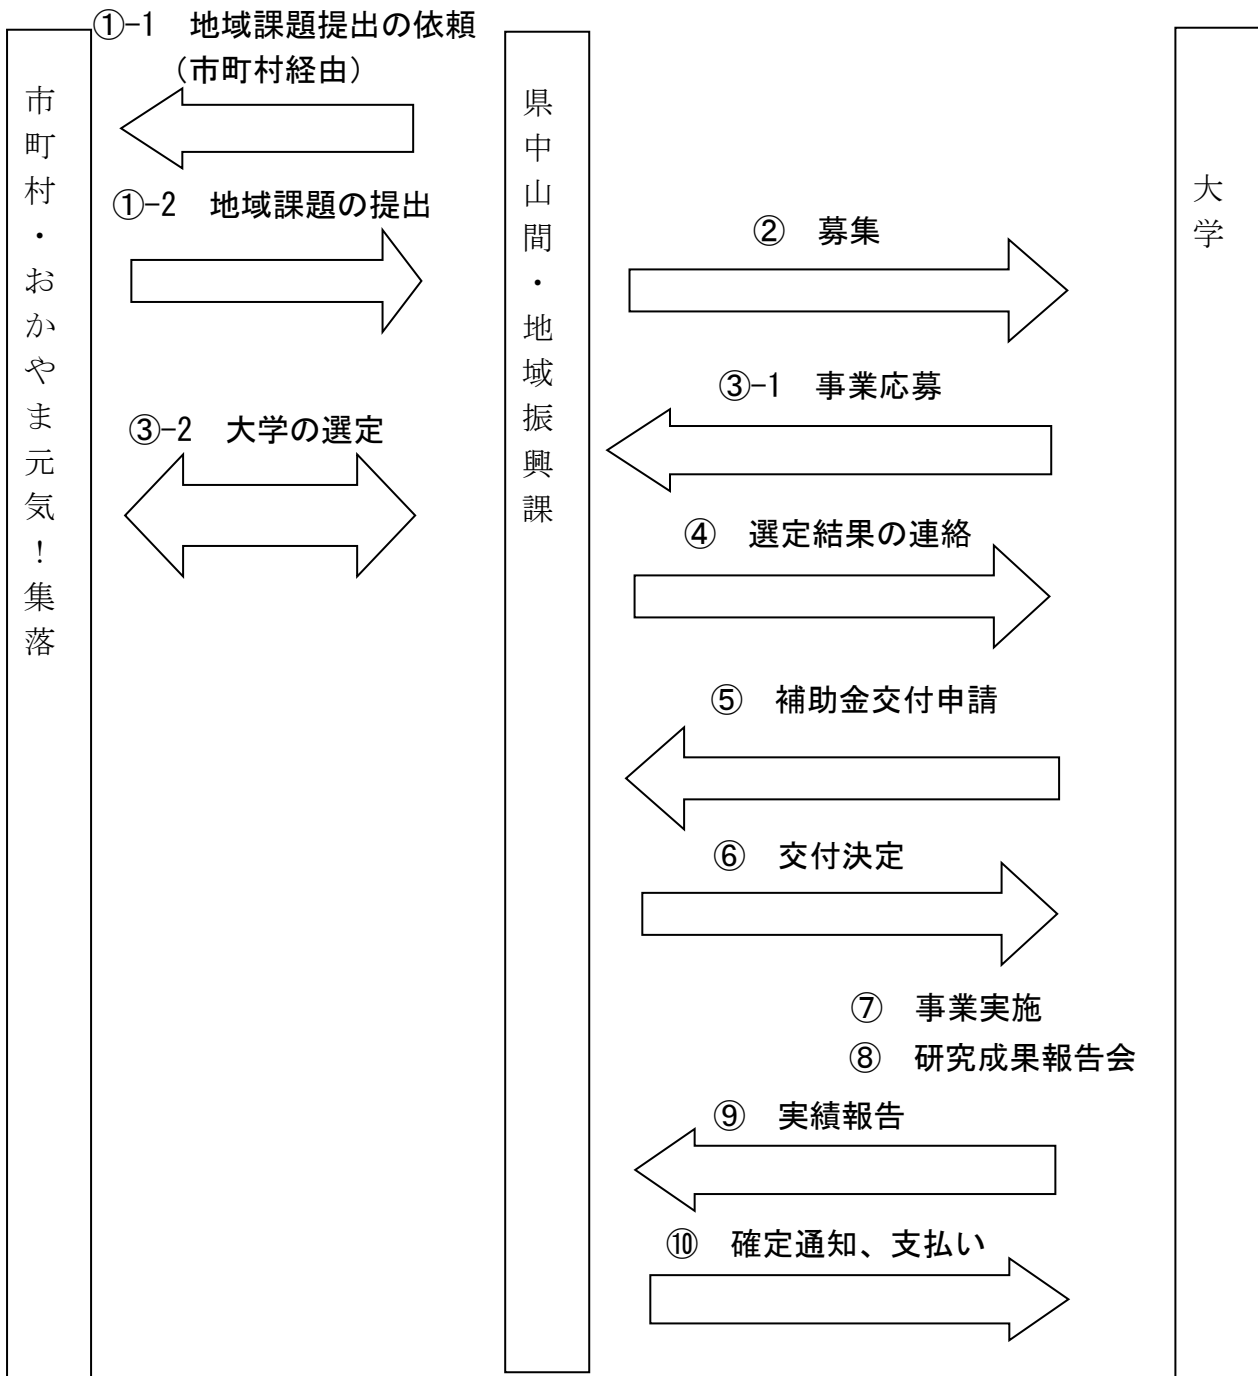 ①-1　地域課題提出の依頼
（市町村経由）
市町村・おかやま元気！集落
県中山間・地域振興課
大学
①-2　地域課題の提出
②　募集
③-1　事業応募
③-2　大学の選定
④　選定結果の連絡
⑤　補助金交付申請
⑥　交付決定
⑦　事業実施
⑧　研究成果報告会
⑨　実績報告
⑩　確定通知、支払い